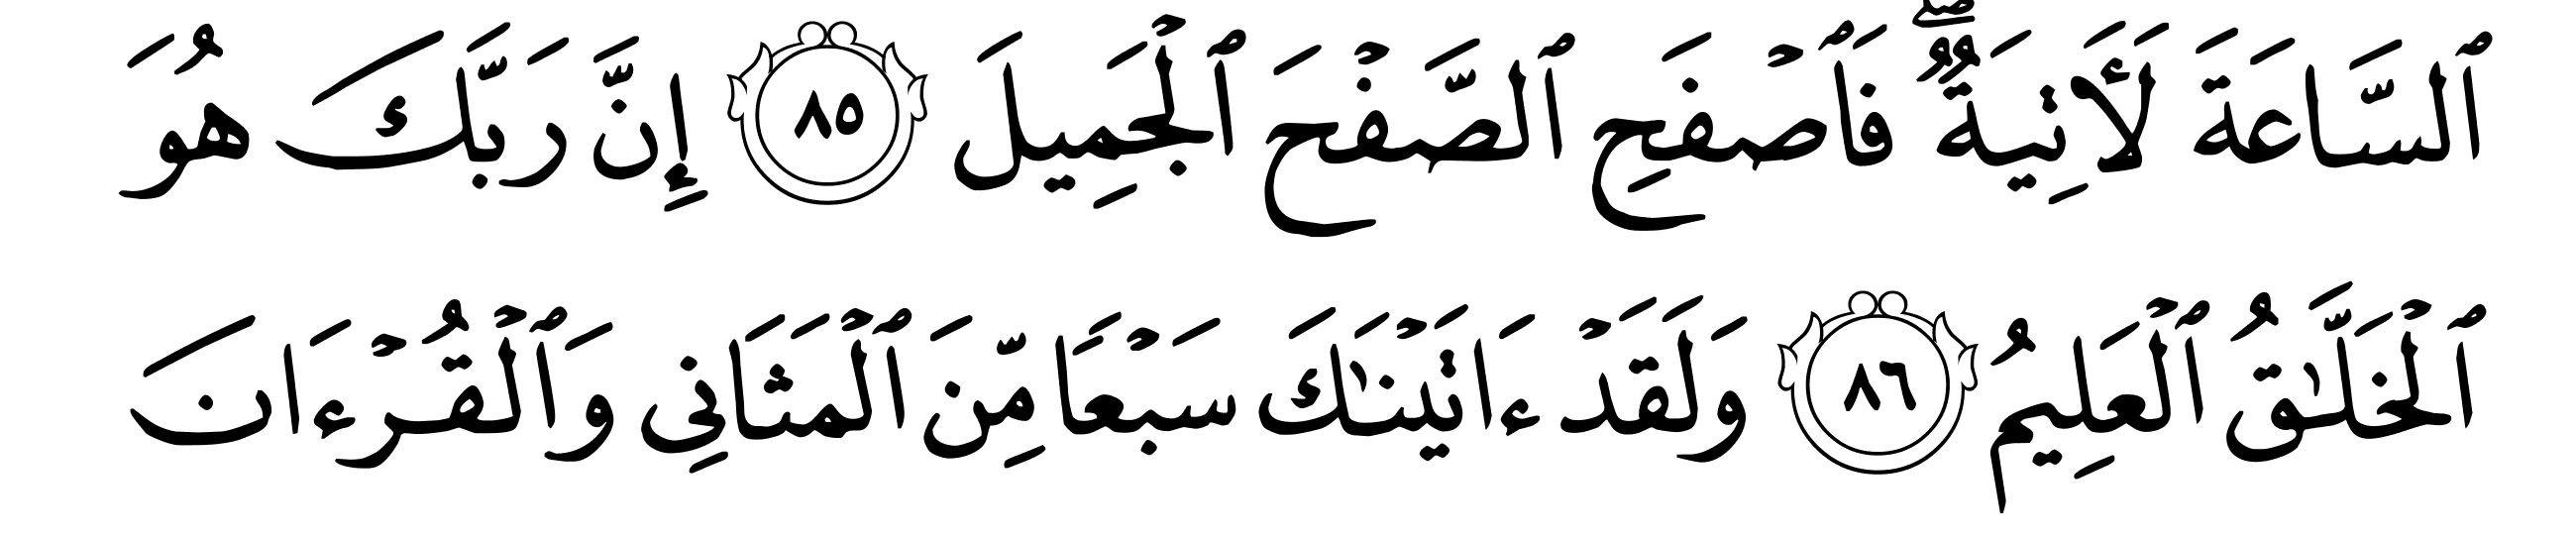 ٱلسَّاعَةَ لَأٓتِيَةٌۖ فَٱصۡفَحِ ٱلصَّفۡحَ ٱلۡجَمِيلَ ٨٥ إِنَّ رَبَّكَ هُوَ
ٱلۡخَلَّٰقُ ٱلۡعَلِيمُ ٨٦ وَلَقَدۡ ءَاتَيۡنَٰكَ سَبۡعٗا مِّنَ ٱلۡمَثَانِي وَٱلۡقُرۡءَانَ